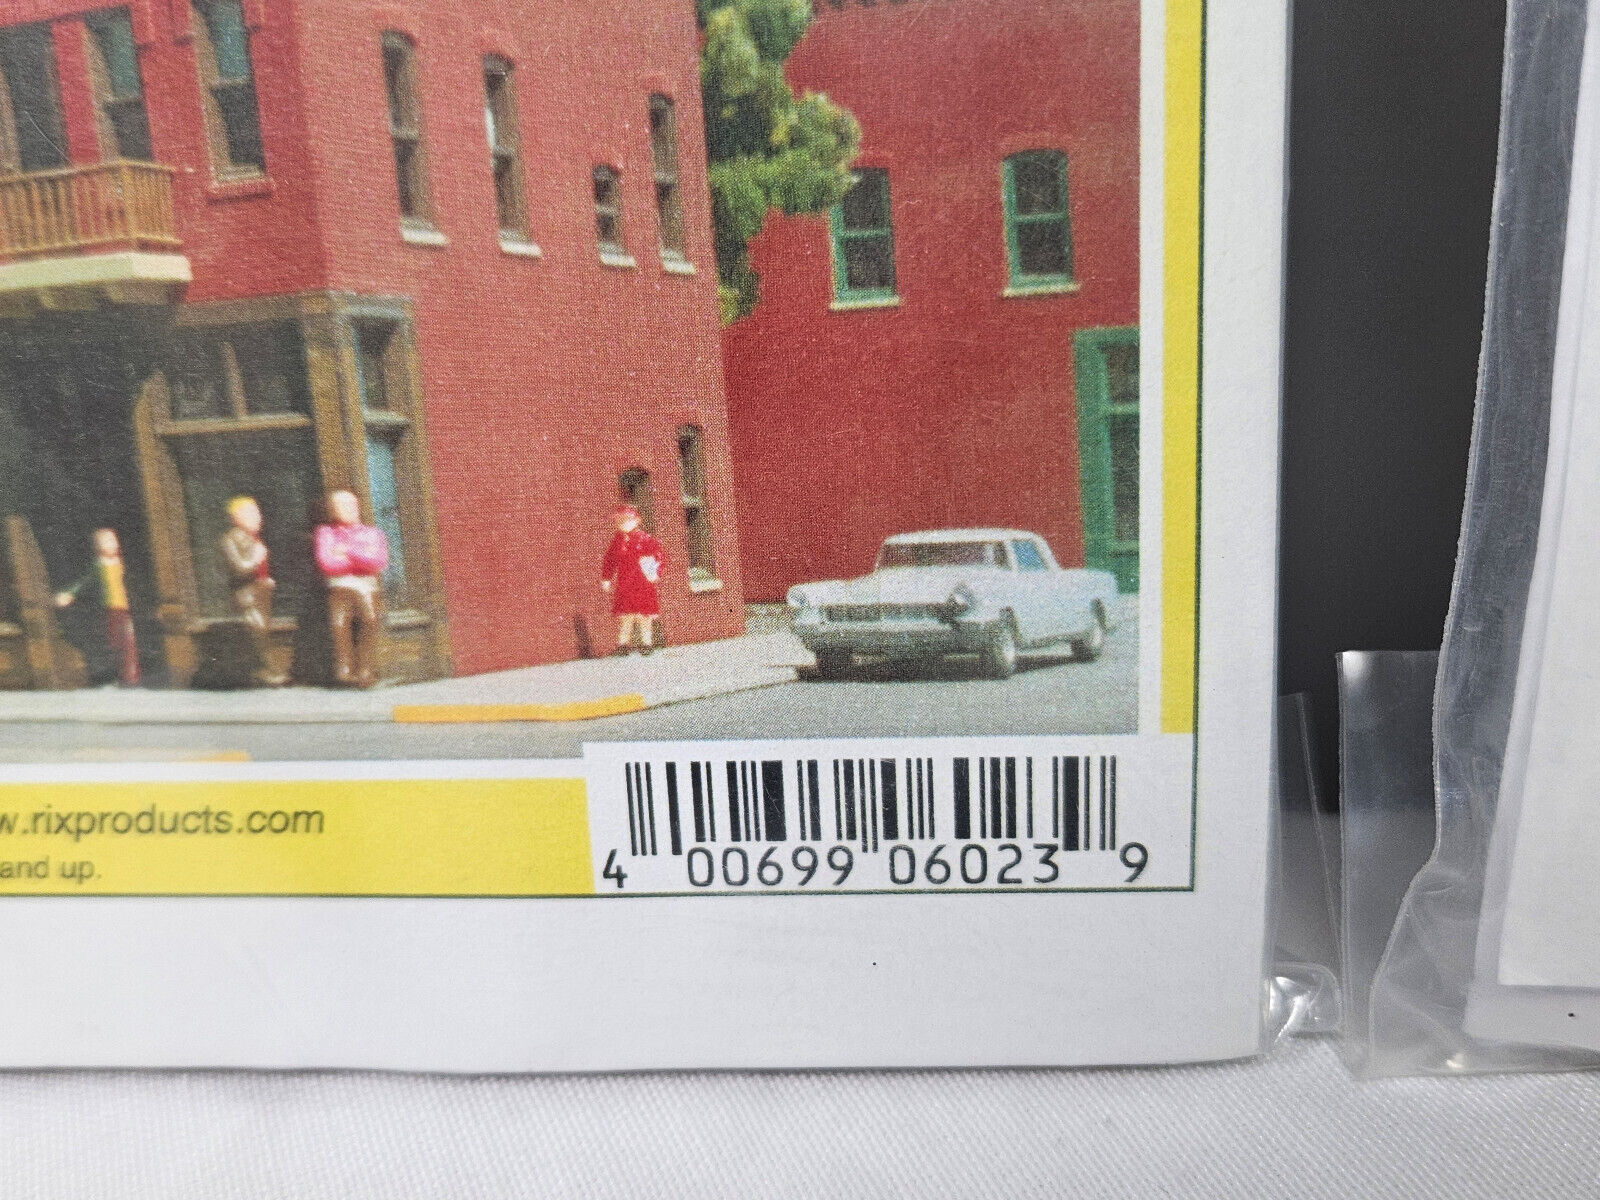 w.rixproducts.com
and up.
4 00699 06023 9